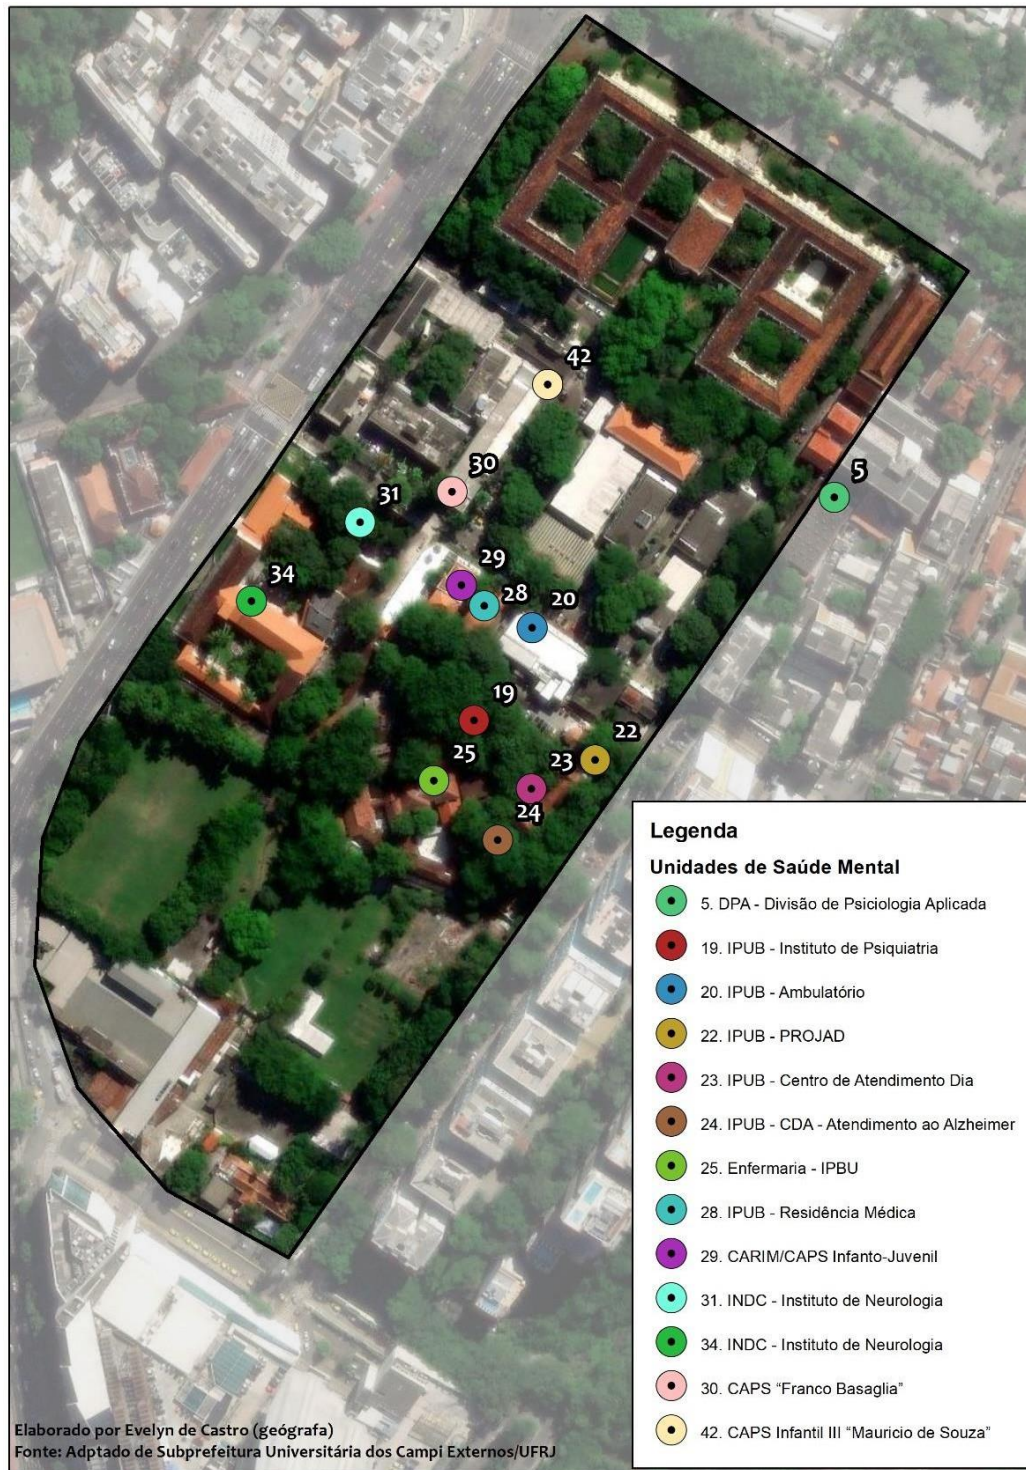 42
30
5
31
29
34
28
20
19
22
25
23
24
Legenda
Unidades de Saúde Mental
5. DPA - Divisão de Psiciologia Aplicada
19. IPUB - Instituto de Psiquiatria
20. IPUB - Ambulatório
22. IPUB - PROJAD
23. IPUB - Centro de Atendimento Dia
24. IPUB - CDA - Atendimento ao Alzheimer
25. Enfermaria - IPBU
28. IPUB - Residência Médica
29. CARIM/CAPS Infanto-Juvenil
31. INDC - Instituto de Neurologia
34. INDC - Instituto de Neurologia
30. CAPS “Franco Basaglia”
42. CAPS Infantil III “Mauricio de Souza”
Elaborado por Evelyn de Castro (geógrafa)
Fonte: Adptado de Subprefeitura Universitária dos Campi Externos/UFRJ